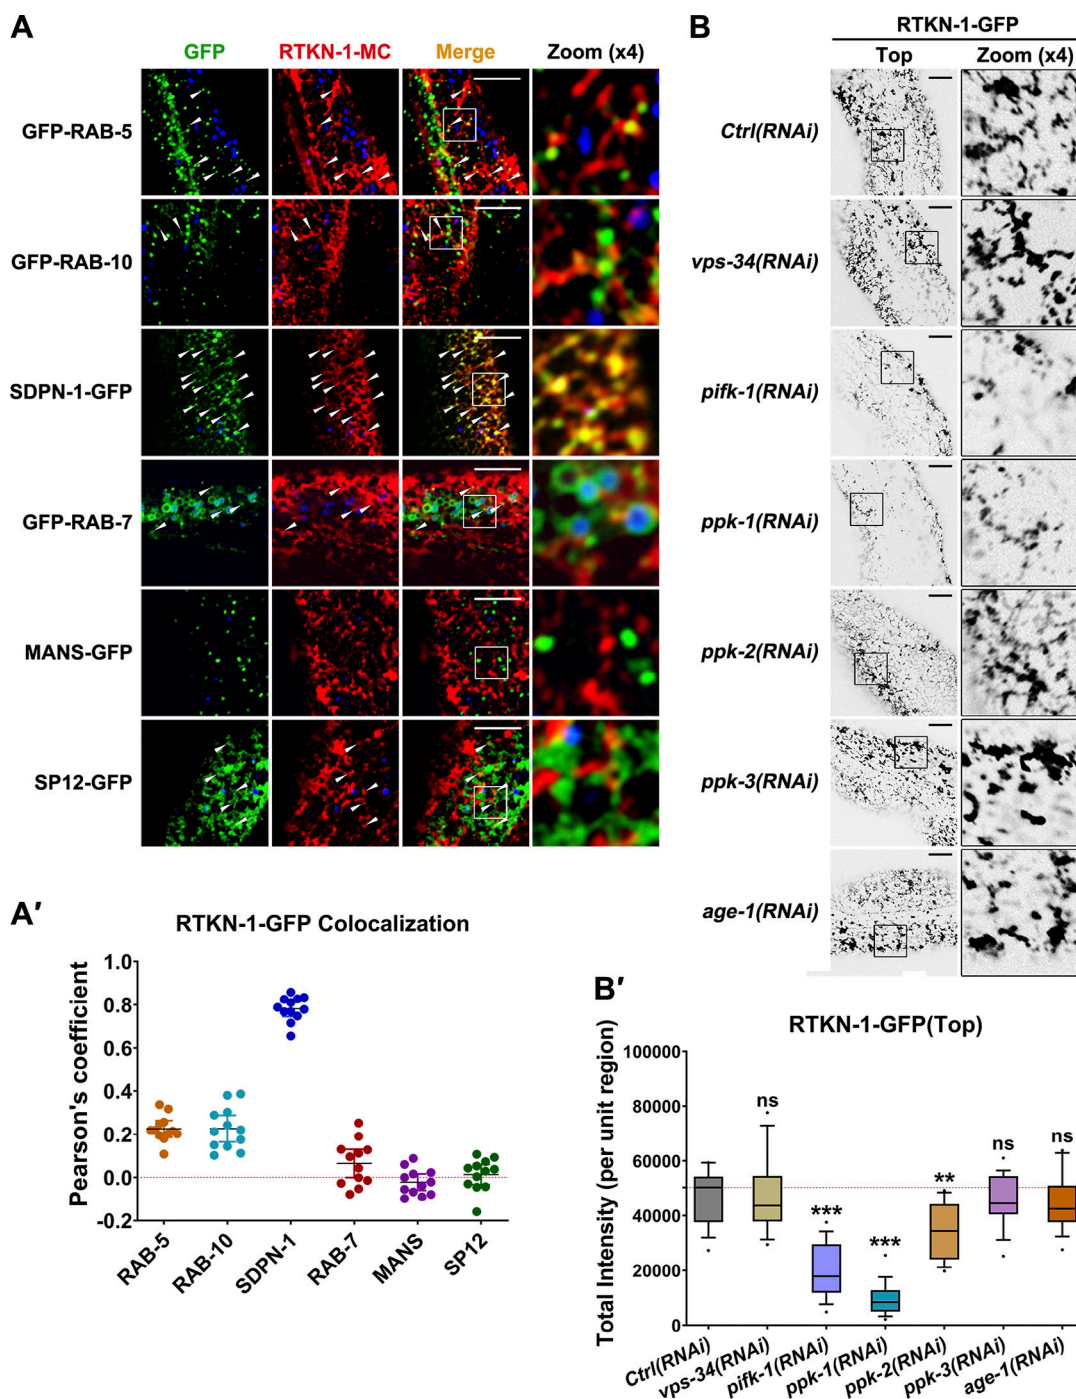 A
GFP RTKN-1-MC Merge Zoom (x4)
GFP-RAB-5
GFP-RAB-10
SDPN-1-GFP
GFP-RAB-7
MANS-GFP
SP12-GFP
B
RTKN-1-GFP
Top Zoom (x4)
Ctrl(RNAi)
vps-34(RNAi)
pifk-1(RNAi)
ppk-1(RNAi)
ppk-2(RNAi)
ppk-3(RNAi)
age-1(RNAi)
A′
RTKN-1-GFP Colocalization
Pearson's coefficient
1.0
0.8
0.6
0.4
0.2
0.0
-0.2
RAB-5 RAB-10 SDPN-1 RAB-7 MANS SP12
B′
RTKN-1-GFP(Top)
Total Intensity (per unit region)
100000
80000
60000
40000
20000
0
ns *** *** ** ns ns
Ctrl(RNAi) vps-34(RNAi) pifk-1(RNAi) ppk-1(RNAi) ppk-2(RNAi) ppk-3(RNAi) age-1(RNAi)